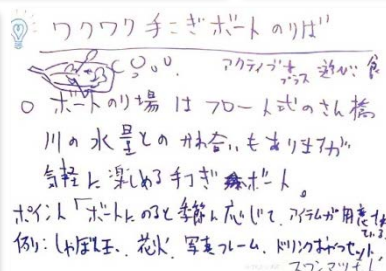 ワクワク手こぎボートのりば
アクティブ+プラス 遊び 食
○ ボートのり場はフロート式のさん橋
川の水量とのかね合いもありますが
気軽に楽しめる手こぎボート。
ポイント「ボートにのると季節に応じて、アイテムが用意されている
例)：しゃぼん玉、花火、写真フレーム、ドリンクおやつセット、